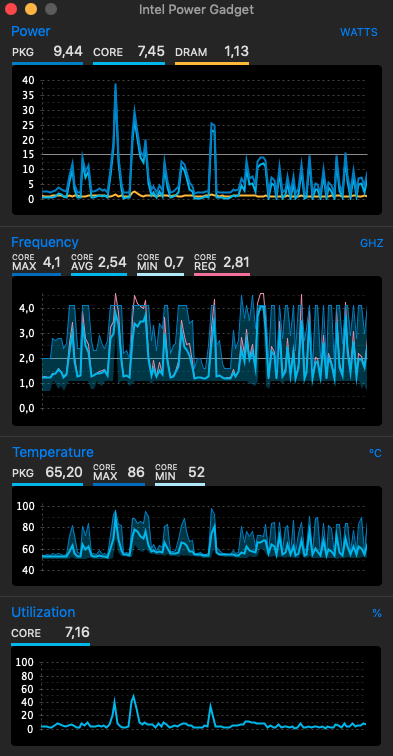 Intel Power Gadget
Power WATTS
PKG 9,44 CORE 7,45 DRAM 1,13
40
35
30
25
20
15
10
5
0
Frequency GHZ
CORE MAX 4,1 CORE AVG 2,54 CORE MIN 0,7 CORE REQ 2,81
4,0
3,0
2,0
1,0
0,0
Temperature ºC
PKG 65,20 CORE MAX 86 CORE MIN 52
100
80
60
40
Utilization %
CORE 7,16
100
80
60
40
20
0